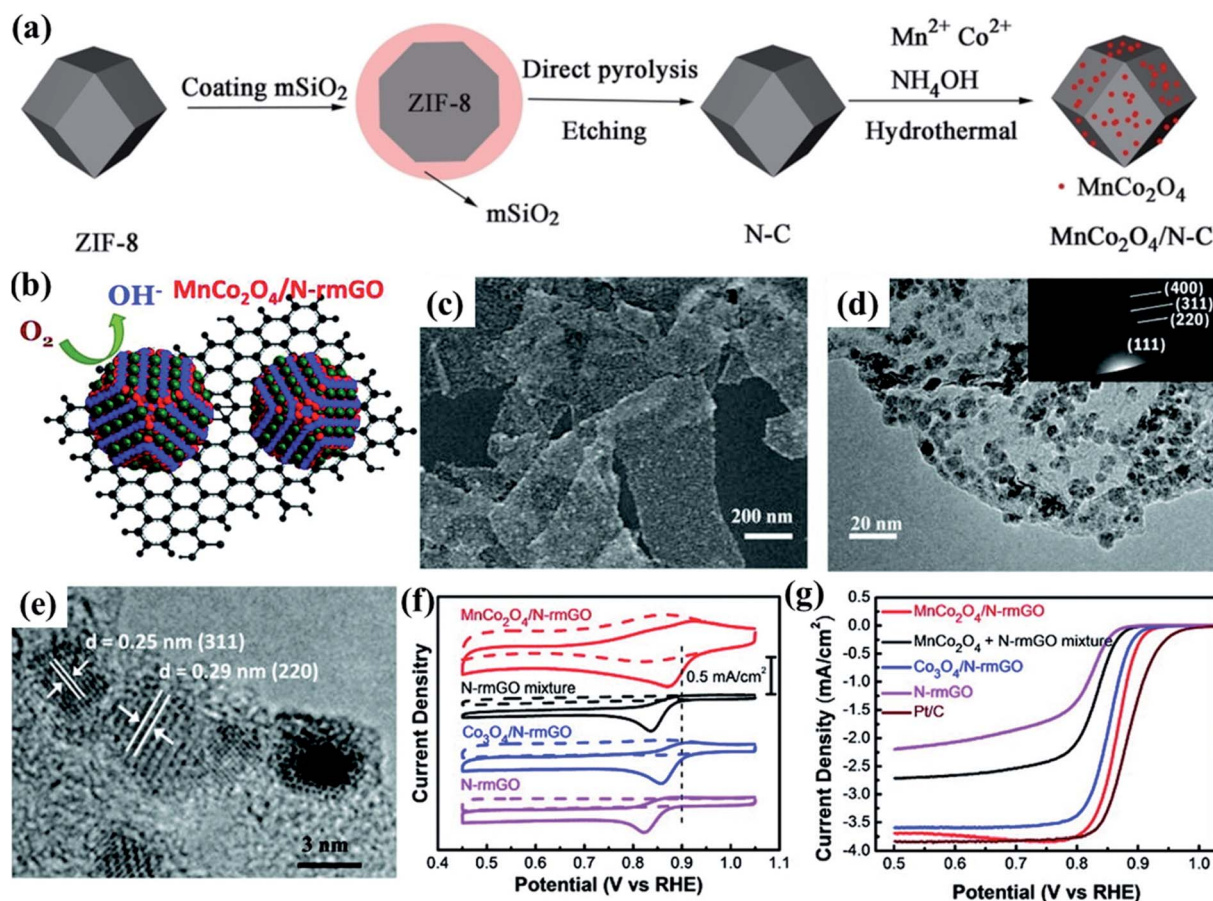 (a)
Coating mSiO₂
ZIF-8
Direct pyrolysis
Etching
Mn²⁺ Co²⁺
NH₄OH
Hydrothermal
mSiO₂
• MnCo₂O₄
ZIF-8
N-C
MnCo₂O₄/N-C
(b)
OH⁻
MnCo₂O₄/N-rmGO
O₂
(c)
200 nm
(d)
(400)
(311)
(220)
(111)
20 nm
(e)
d = 0.25 nm (311)
d = 0.29 nm (220)
3 nm
(f)
MnCo₂O₄/N-rmGO
0.5 mA/cm²
N-rmGO mixture
Co₃O₄/N-rmGO
N-rmGO
Current Density
0.4 0.5 0.6 0.7 0.8 0.9 1.0 1.1
Potential (V vs RHE)
(g)
MnCo₂O₄/N-rmGO
MnCo₂O₄ + N-rmGO mixture
Co₃O₄/N-rmGO
N-rmGO
Pt/C
Current Density (mA/cm²)
0.5
0.0
-0.5
-1.0
-1.5
-2.0
-2.5
-3.0
-3.5
-4.0
0.5 0.6 0.7 0.8 0.9 1.0
Potential (V vs RHE)